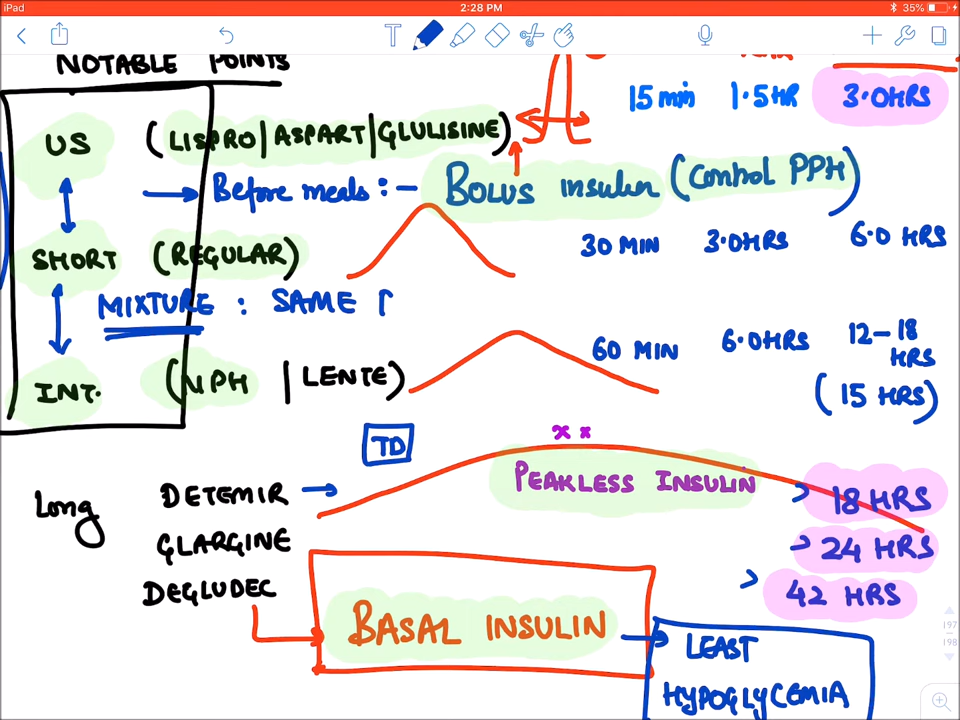 iPad
2:28 PM
35%
T
NOTABLE POINTS
15 min 1.5HR 3.0HRS
US (LISPRO|ASPART|GLULISINE)
Before meals :- BOLUS insulin (Control PPH)
SHORT (REGULAR) 30 MIN 3.0HRS 6.0 HRS
MIXTURE : SAME
INT. (NPH | LENTE) 60 MIN 6.0HRS 12-18 HRS
(15 HRS)
TD
x x
PEAKLESS INSULIN
Long DETEMIR > 18 HRS
GLARGINE > 24 HRS
DEGLUDEC > 42 HRS
BASAL INSULIN
LEAST
HYPOGLYCEMIA
197
198